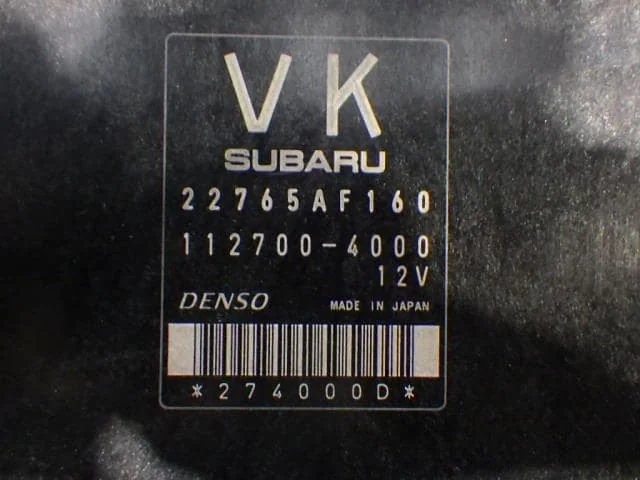 VK
SUBARU
22765AF160
112700-4000
12V
DENSO MADE IN JAPAN
*274000D*